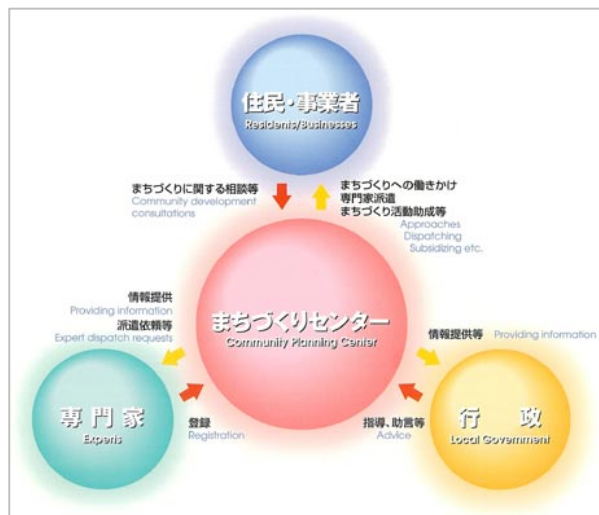 住民・事業者
Residents/Businesses
まちづくりに関する相談等
Community development
consultations
まちづくりへの働きかけ
専門家派遣
まちづくり活動助成等
Approaches
Dispatching
Subsidizing etc.
情報提供
Providing information
派遣依頼等
Expert dispatch requests
まちづくりセンター
Community Planning Center
情報提供等 Providing information
専門家
Experts
登録
Registration
指導、助言等
Advice
行 政
Local Government